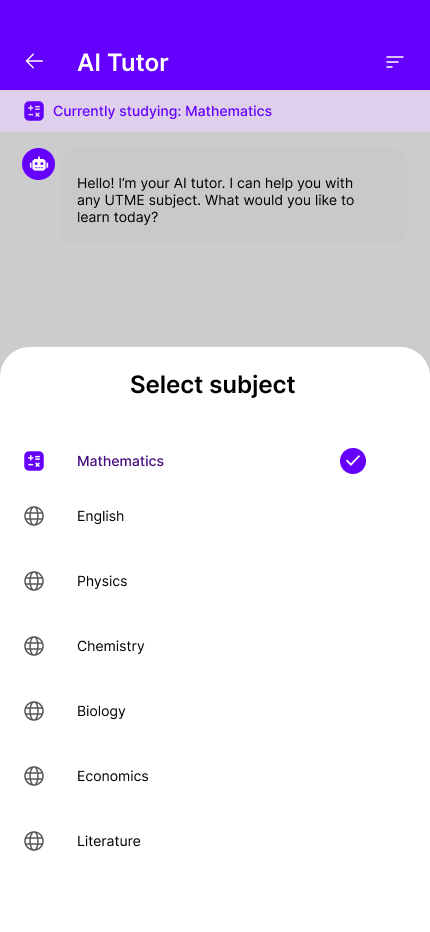 AI Tutor
Currently studying: Mathematics
Hello! I'm your AI tutor. I can help you with
any UTME subject. What would you like to
learn today?
Select subject
Mathematics
English
Physics
Chemistry
Biology
Economics
Literature